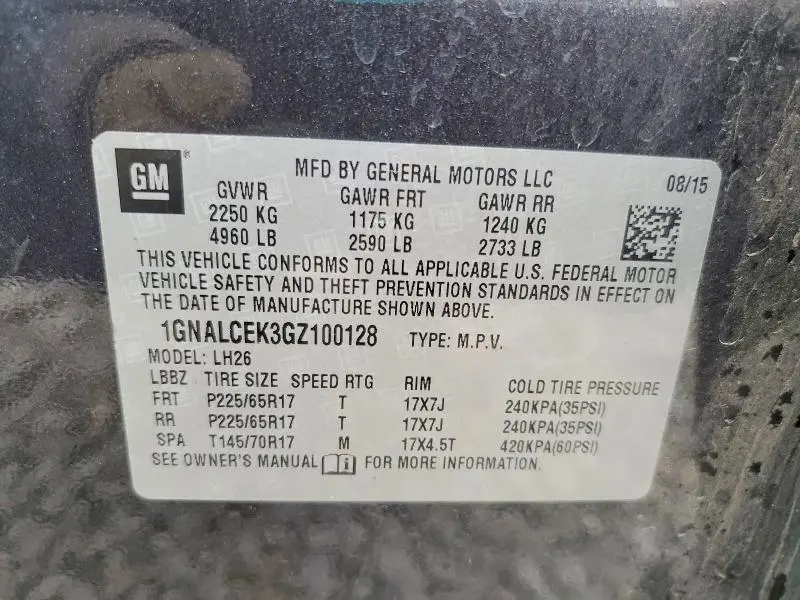 GM®
MFD BY GENERAL MOTORS LLC
08/15
GVWR GAWR FRT GAWR RR
2250 KG 1175 KG 1240 KG
4960 LB 2590 LB 2733 LB
THIS VEHICLE CONFORMS TO ALL APPLICABLE U.S. FEDERAL MOTOR
VEHICLE SAFETY AND THEFT PREVENTION STANDARDS IN EFFECT ON
THE DATE OF MANUFACTURE SHOWN ABOVE.
1GNALCEK3GZ100128 TYPE: M.P.V.
MODEL: LH26
LBBZ TIRE SIZE SPEED RTG RIM COLD TIRE PRESSURE
FRT P225/65R17 T 17X7J 240KPA(35PSI)
RR P225/65R17 T 17X7J 240KPA(35PSI)
SPA T145/70R17 M 17X4.5T 420KPA(60PSI)
SEE OWNER'S MANUAL i FOR MORE INFORMATION.